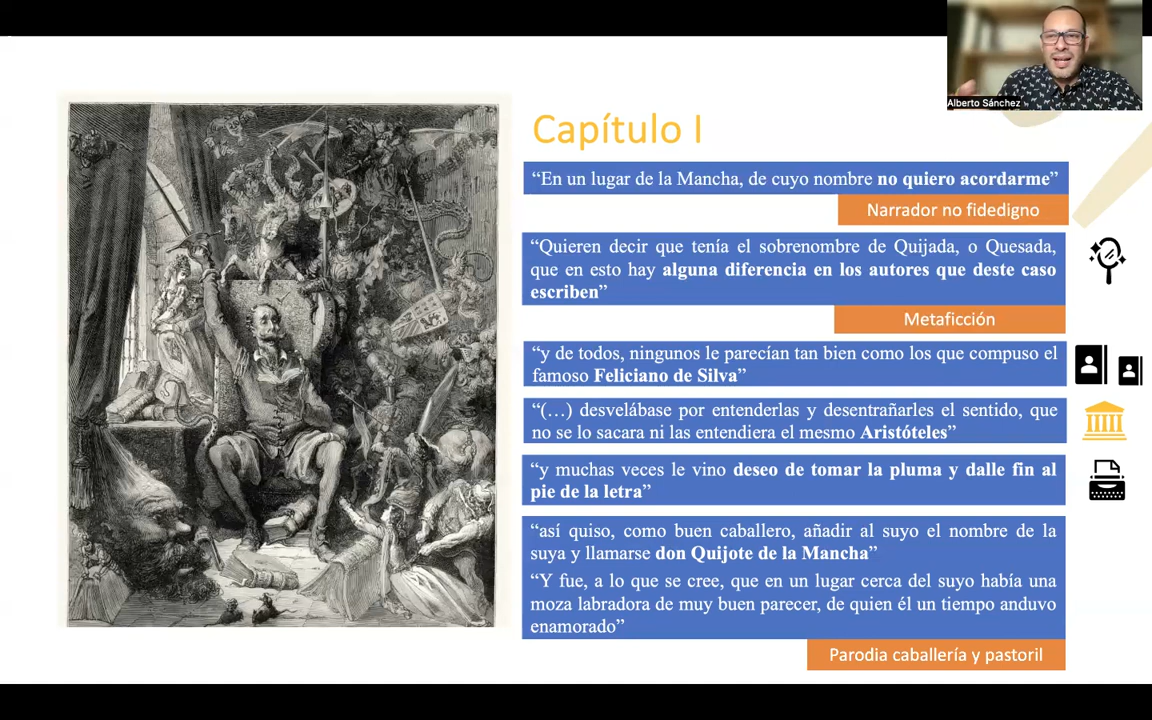 Alberto Sánchez
Capítulo I
“En un lugar de la Mancha, de cuyo nombre no quiero acordarme”
Narrador no fidedigno
“Quieren decir que tenía el sobrenombre de Quijada, o Quesada,
que en esto hay alguna diferencia en los autores que deste caso
escriben”
Metaficción
“y de todos, ningunos le parecían tan bien como los que compuso el
famoso Feliciano de Silva”
“(…) desvelábase por entenderlas y desentrañarles el sentido, que
no se lo sacara ni las entendiera el mesmo Aristóteles”
“y muchas veces le vino deseo de tomar la pluma y dalle fin al
pie de la letra”
“así quiso, como buen caballero, añadir al suyo el nombre de la
suya y llamarse don Quijote de la Mancha”
“Y fue, a lo que se cree, que en un lugar cerca del suyo había una
moza labradora de muy buen parecer, de quien él un tiempo anduvo
enamorado”
Parodia caballería y pastoril